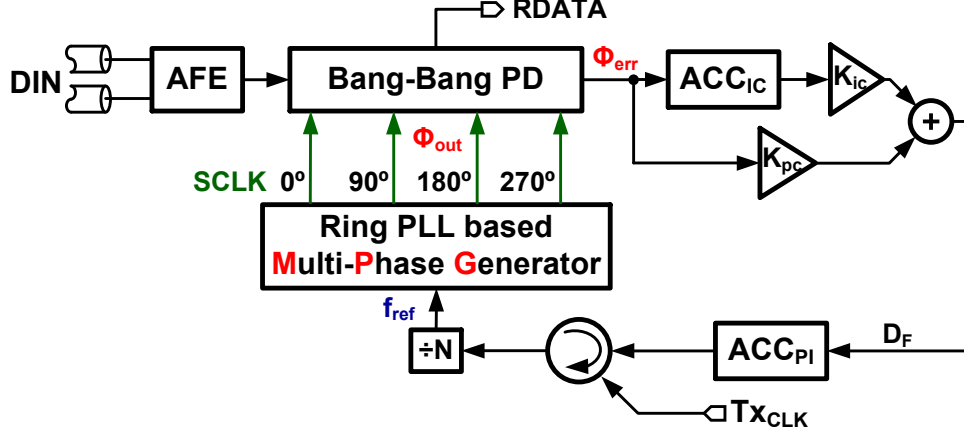 RDATA
DIN
AFE
Bang-Bang PD
Φerr
ACCIC
Kic
+
Kpc
Φout
SCLK 0º 90º 180º 270º
Ring PLL based
Multi-Phase Generator
fref
÷N
ACCPI
DF
TxCLK